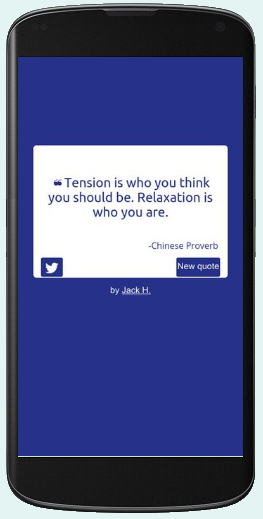 ❝Tension is who you think
you should be. Relaxation is
who you are.
-Chinese Proverb
New quote
by Jack H.